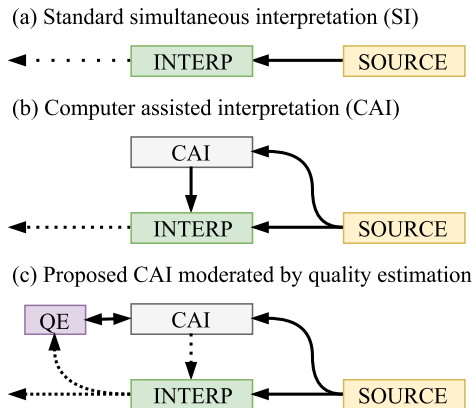 (a) Standard simultaneous interpretation (SI)
INTERP SOURCE
(b) Computer assisted interpretation (CAI)
CAI
INTERP SOURCE
(c) Proposed CAI moderated by quality estimation
QE CAI
INTERP SOURCE